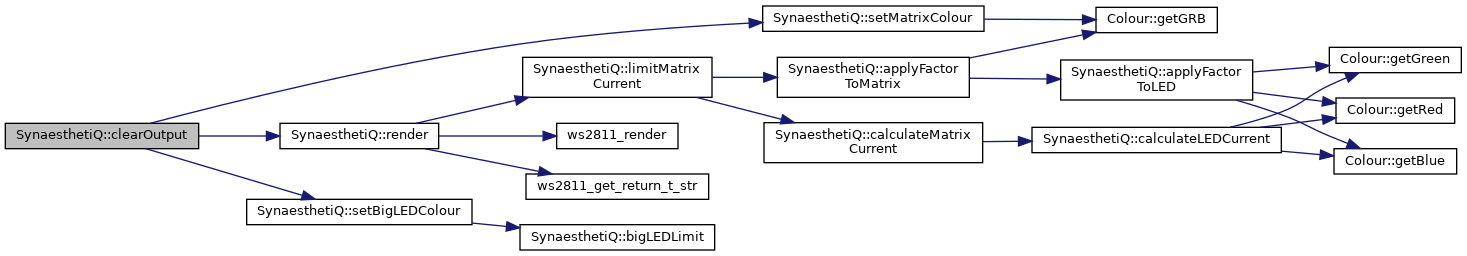 SynaesthetiQ::clearOutput
SynaesthetiQ::setMatrixColour
Colour::getGRB
SynaesthetiQ::render
SynaesthetiQ::limitMatrix
Current
SynaesthetiQ::applyFactor
ToMatrix
SynaesthetiQ::applyFactor
ToLED
Colour::getGreen
Colour::getRed
Colour::getBlue
SynaesthetiQ::calculateMatrix
Current
SynaesthetiQ::calculateLEDCurrent
ws2811_render
ws2811_get_return_t_str
SynaesthetiQ::setBigLEDColour
SynaesthetiQ::bigLEDLimit